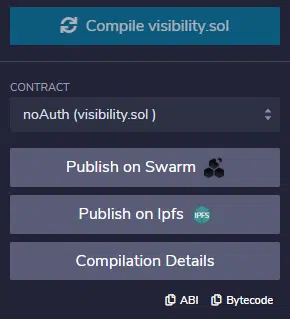 Compile visibility.sol
CONTRACT
noAuth (visibility.sol )
Publish on Swarm
Publish on Ipfs IPFS
Compilation Details
ABI Bytecode